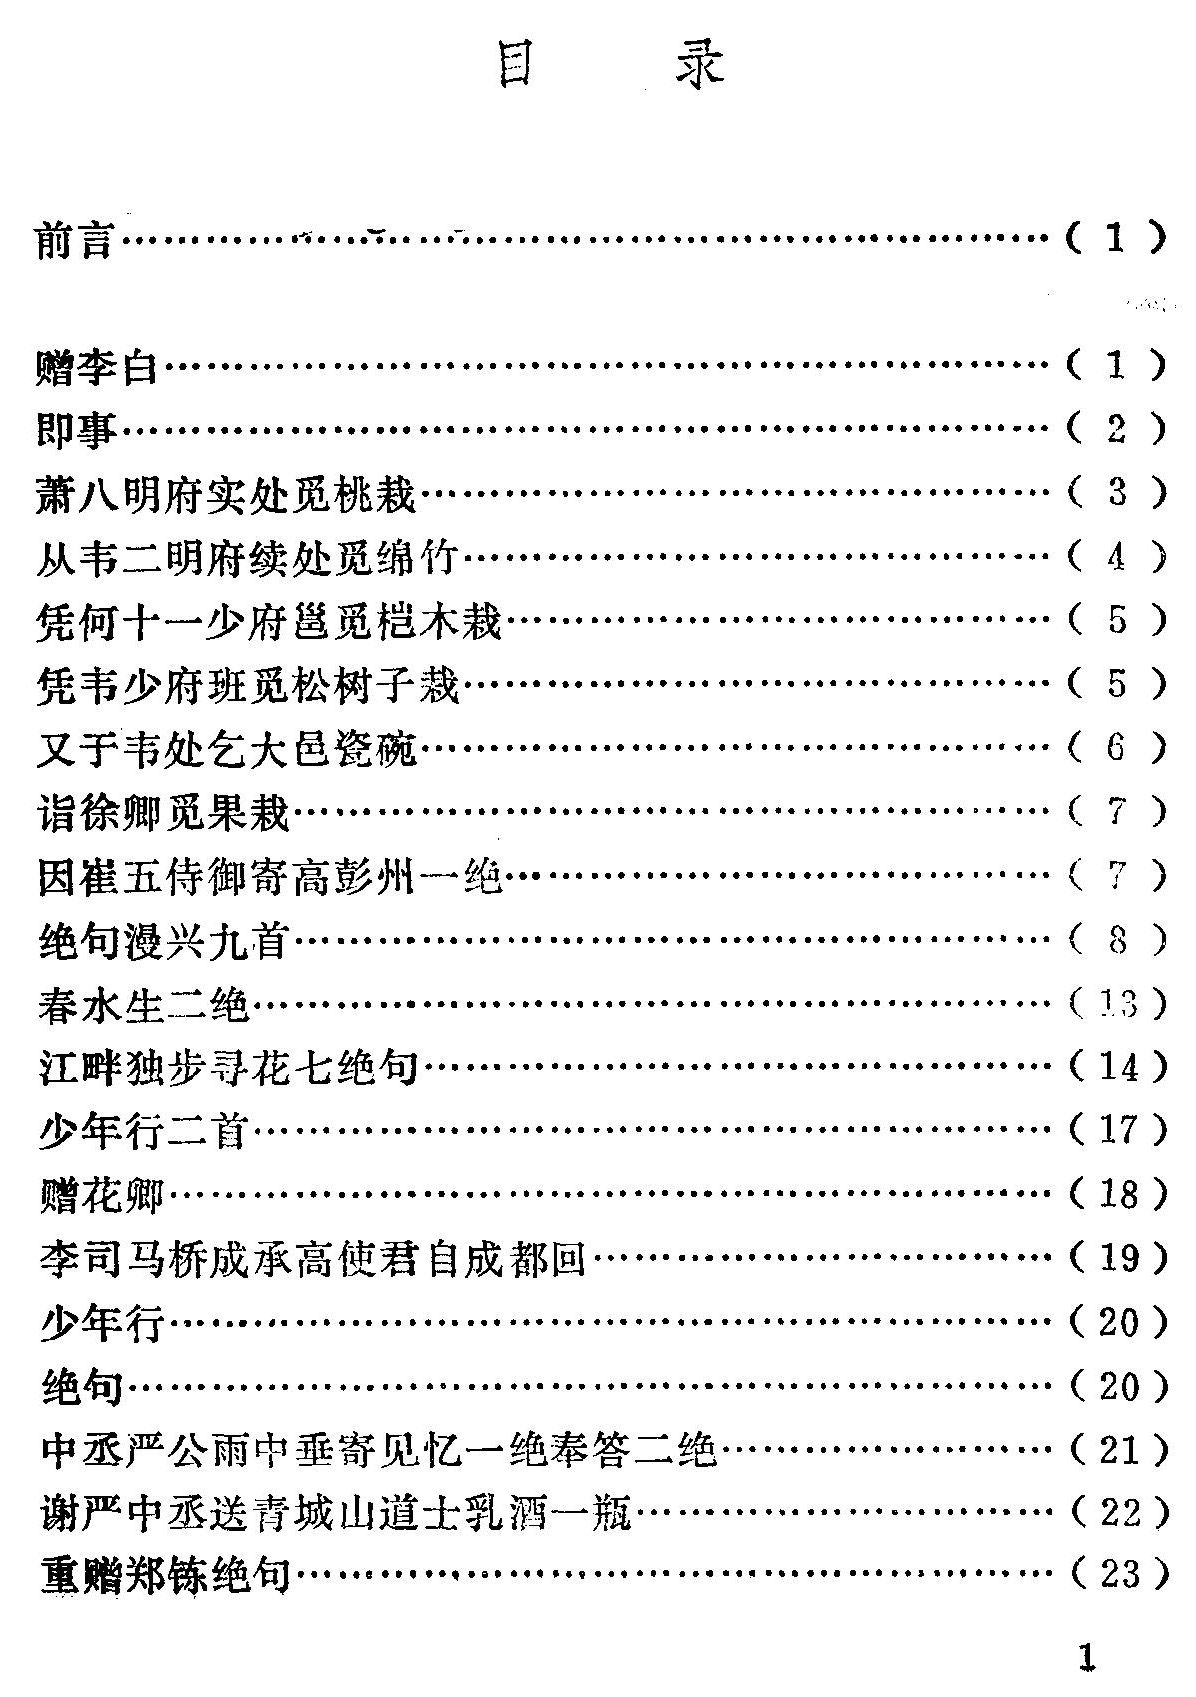 目 录
前言……(1)
赠李白……(1)
即事……(2)
萧八明府实处觅桃栽……(3)
从韦二明府续处觅绵竹……(4)
凭何十一少府邕觅桤木栽……(5)
凭韦少府班觅松树子栽……(5)
又于韦处乞大邑瓷碗……(6)
诣徐卿觅果栽……(7)
因崔五侍御寄高彭州一绝……(7)
绝句漫兴九首……(8)
春水生二绝……(13)
江畔独步寻花七绝句……(14)
少年行二首……(17)
赠花卿……(18)
李司马桥成承高使君自成都回……(19)
少年行……(20)
绝句……(20)
中丞严公雨中垂寄见忆一绝奉答二绝……(21)
谢严中丞送青城山道士乳酒一瓶……(22)
重赠郑𫓧绝句……(23)
1